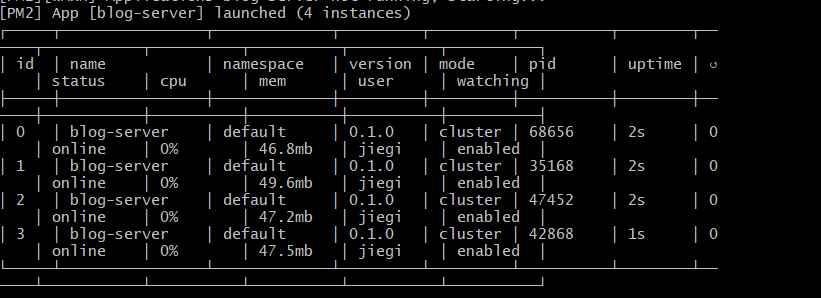 [PM2] App [blog-server] launched (4 instances)
│ id │ name │ namespace │ version │ mode │ pid │ uptime │ ↺
│ status │ cpu │ mem │ user │ watching │
│ 0 │ blog-server │ default │ 0.1.0 │ cluster │ 68656 │ 2s │ 0
│ online │ 0% │ 46.8mb │ jiegi │ enabled │
│ 1 │ blog-server │ default │ 0.1.0 │ cluster │ 35168 │ 2s │ 0
│ online │ 0% │ 49.6mb │ jiegi │ enabled │
│ 2 │ blog-server │ default │ 0.1.0 │ cluster │ 47452 │ 2s │ 0
│ online │ 0% │ 47.2mb │ jiegi │ enabled │
│ 3 │ blog-server │ default │ 0.1.0 │ cluster │ 42868 │ 1s │ 0
│ online │ 0% │ 47.5mb │ jiegi │ enabled │